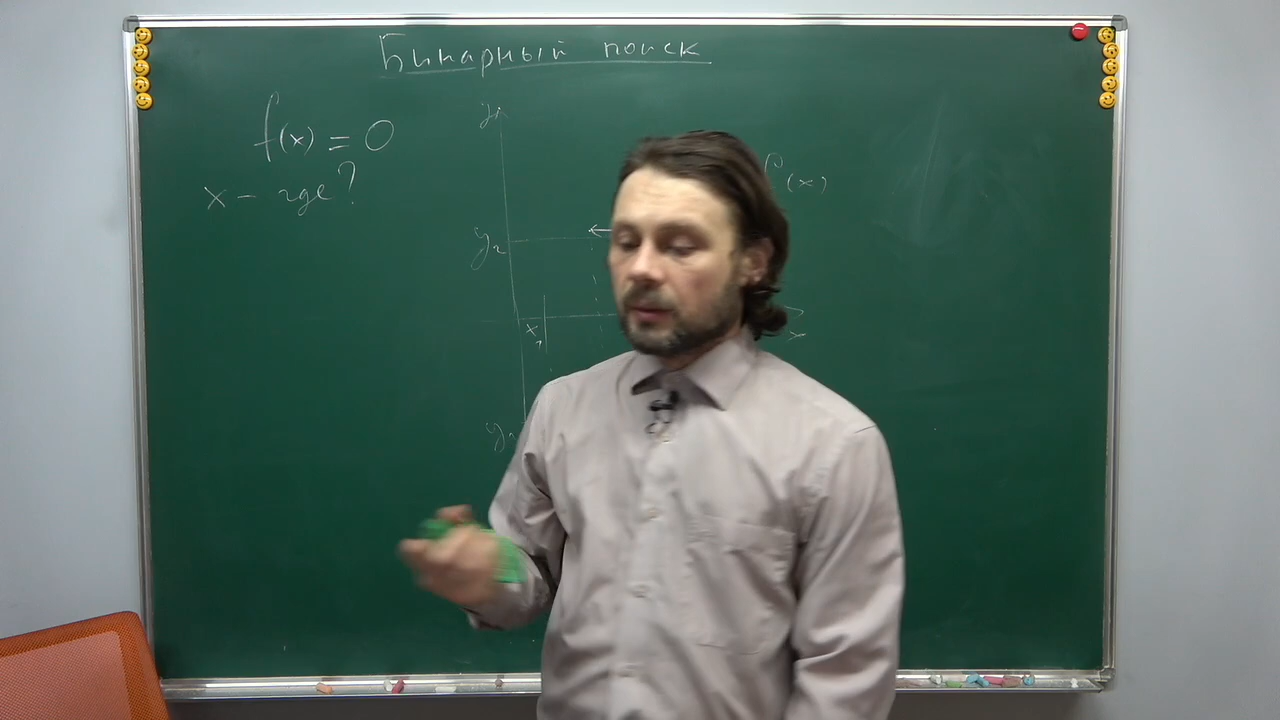 Бинарный поиск
f(x) = 0
x – где?
y
f(x)
y₂
x₁
x
y₁